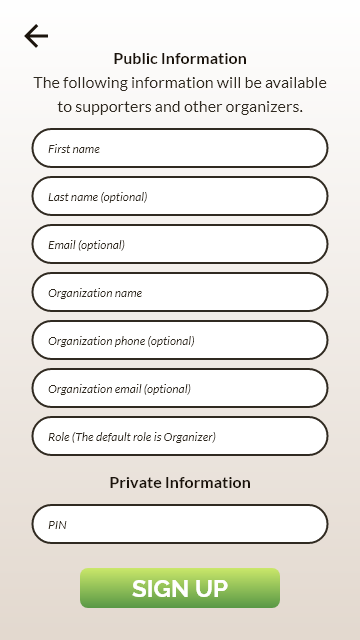 Public Information
The following information will be available
to supporters and other organizers.
First name
Last name (optional)
Email (optional)
Organization name
Organization phone (optional)
Organization email (optional)
Role (The default role is Organizer)
Private Information
PIN
SIGN UP